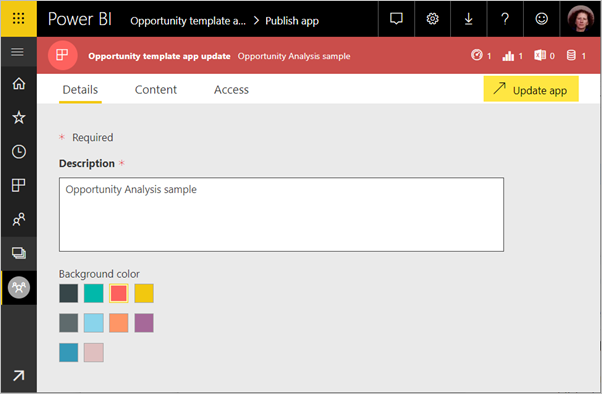 Power BI Opportunity template a... > Publish app
Opportunity template app update Opportunity Analysis sample 1 1 0 1
Details Content Access Update app
* Required
Description *
Opportunity Analysis sample
Background color